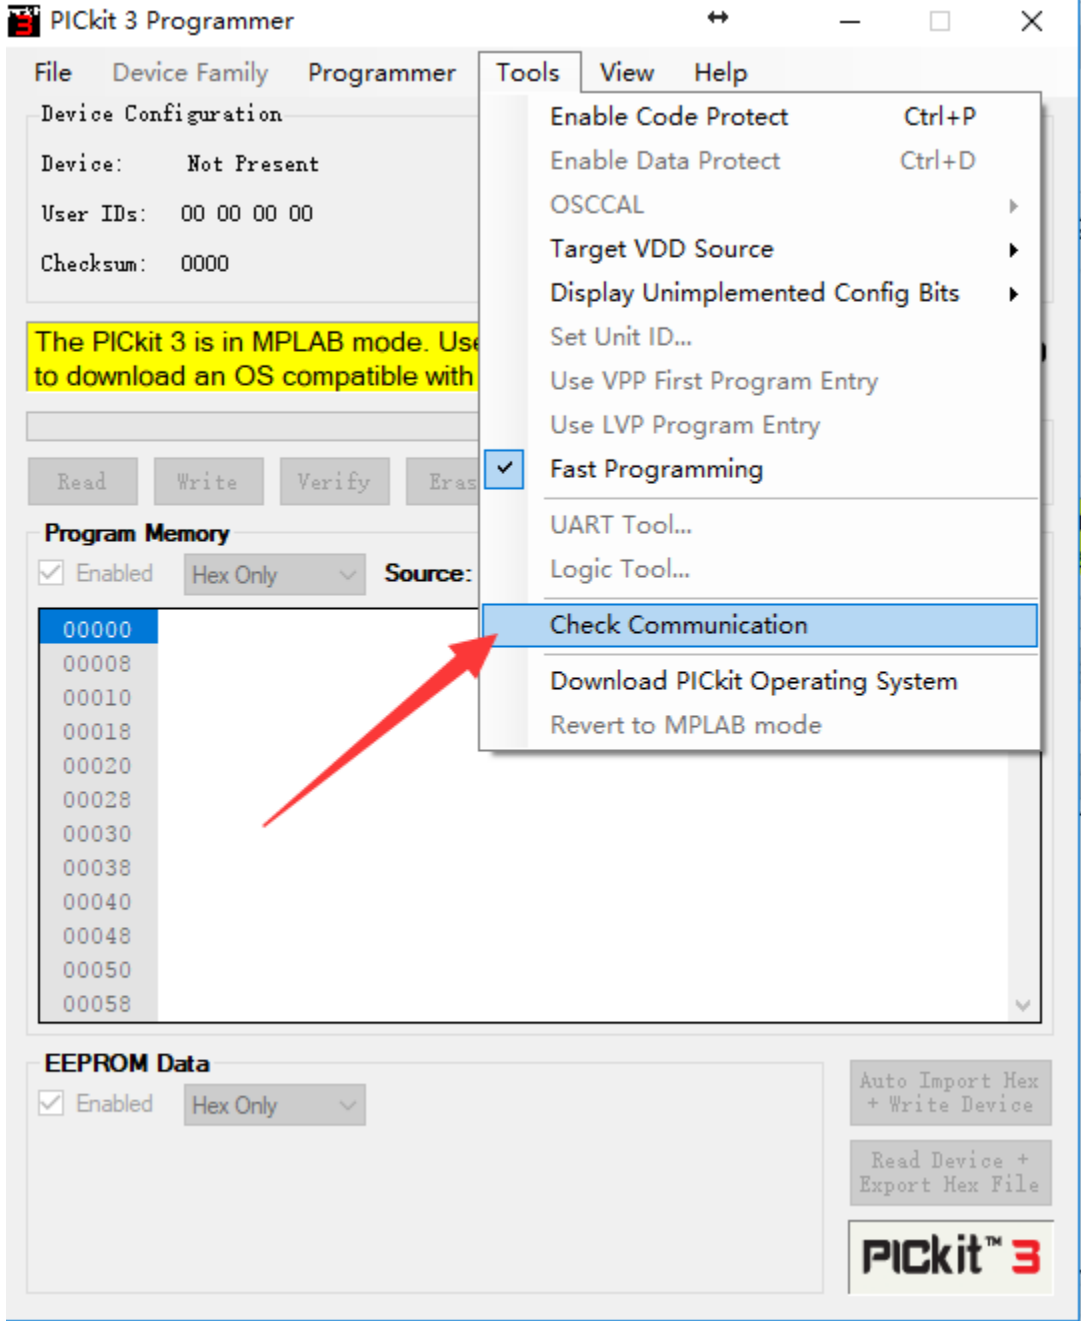 PICkit 3 Programmer
File Device Family Programmer Tools View Help
Device Configuration
Device: Not Present
User IDs: 00 00 00 00
Checksum: 0000
The PICkit 3 is in MPLAB mode. Use
to download an OS compatible with
Read Write Verify
Program Memory
Enabled Hex Only Source:
00000
00008
00010
00018
00020
00028
00030
00038
00040
00048
00050
00058
Enable Code Protect Ctrl+P
Enable Data Protect Ctrl+D
OSCCAL
Target VDD Source
Display Unimplemented Config Bits
Set Unit ID...
Use VPP First Program Entry
Use LVP Program Entry
Fast Programming
UART Tool...
Logic Tool...
Check Communication
Download PICkit Operating System
Revert to MPLAB mode
EEPROM Data
Enabled Hex Only
Auto Import Hex
+ Write Device
Read Device +
Export Hex File
PICkit™ 3